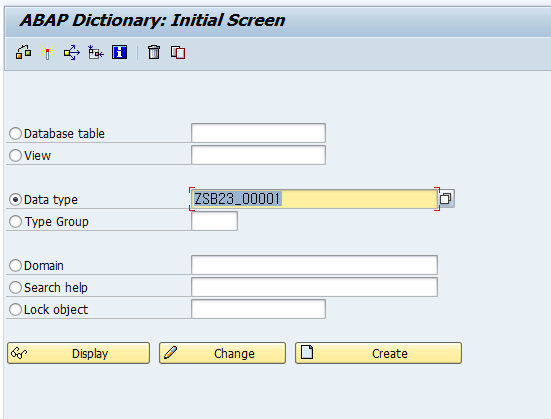 ABAP Dictionary: Initial Screen
Database table
View
Data type ZSB23_00001
Type Group
Domain
Search help
Lock object
Display Change Create